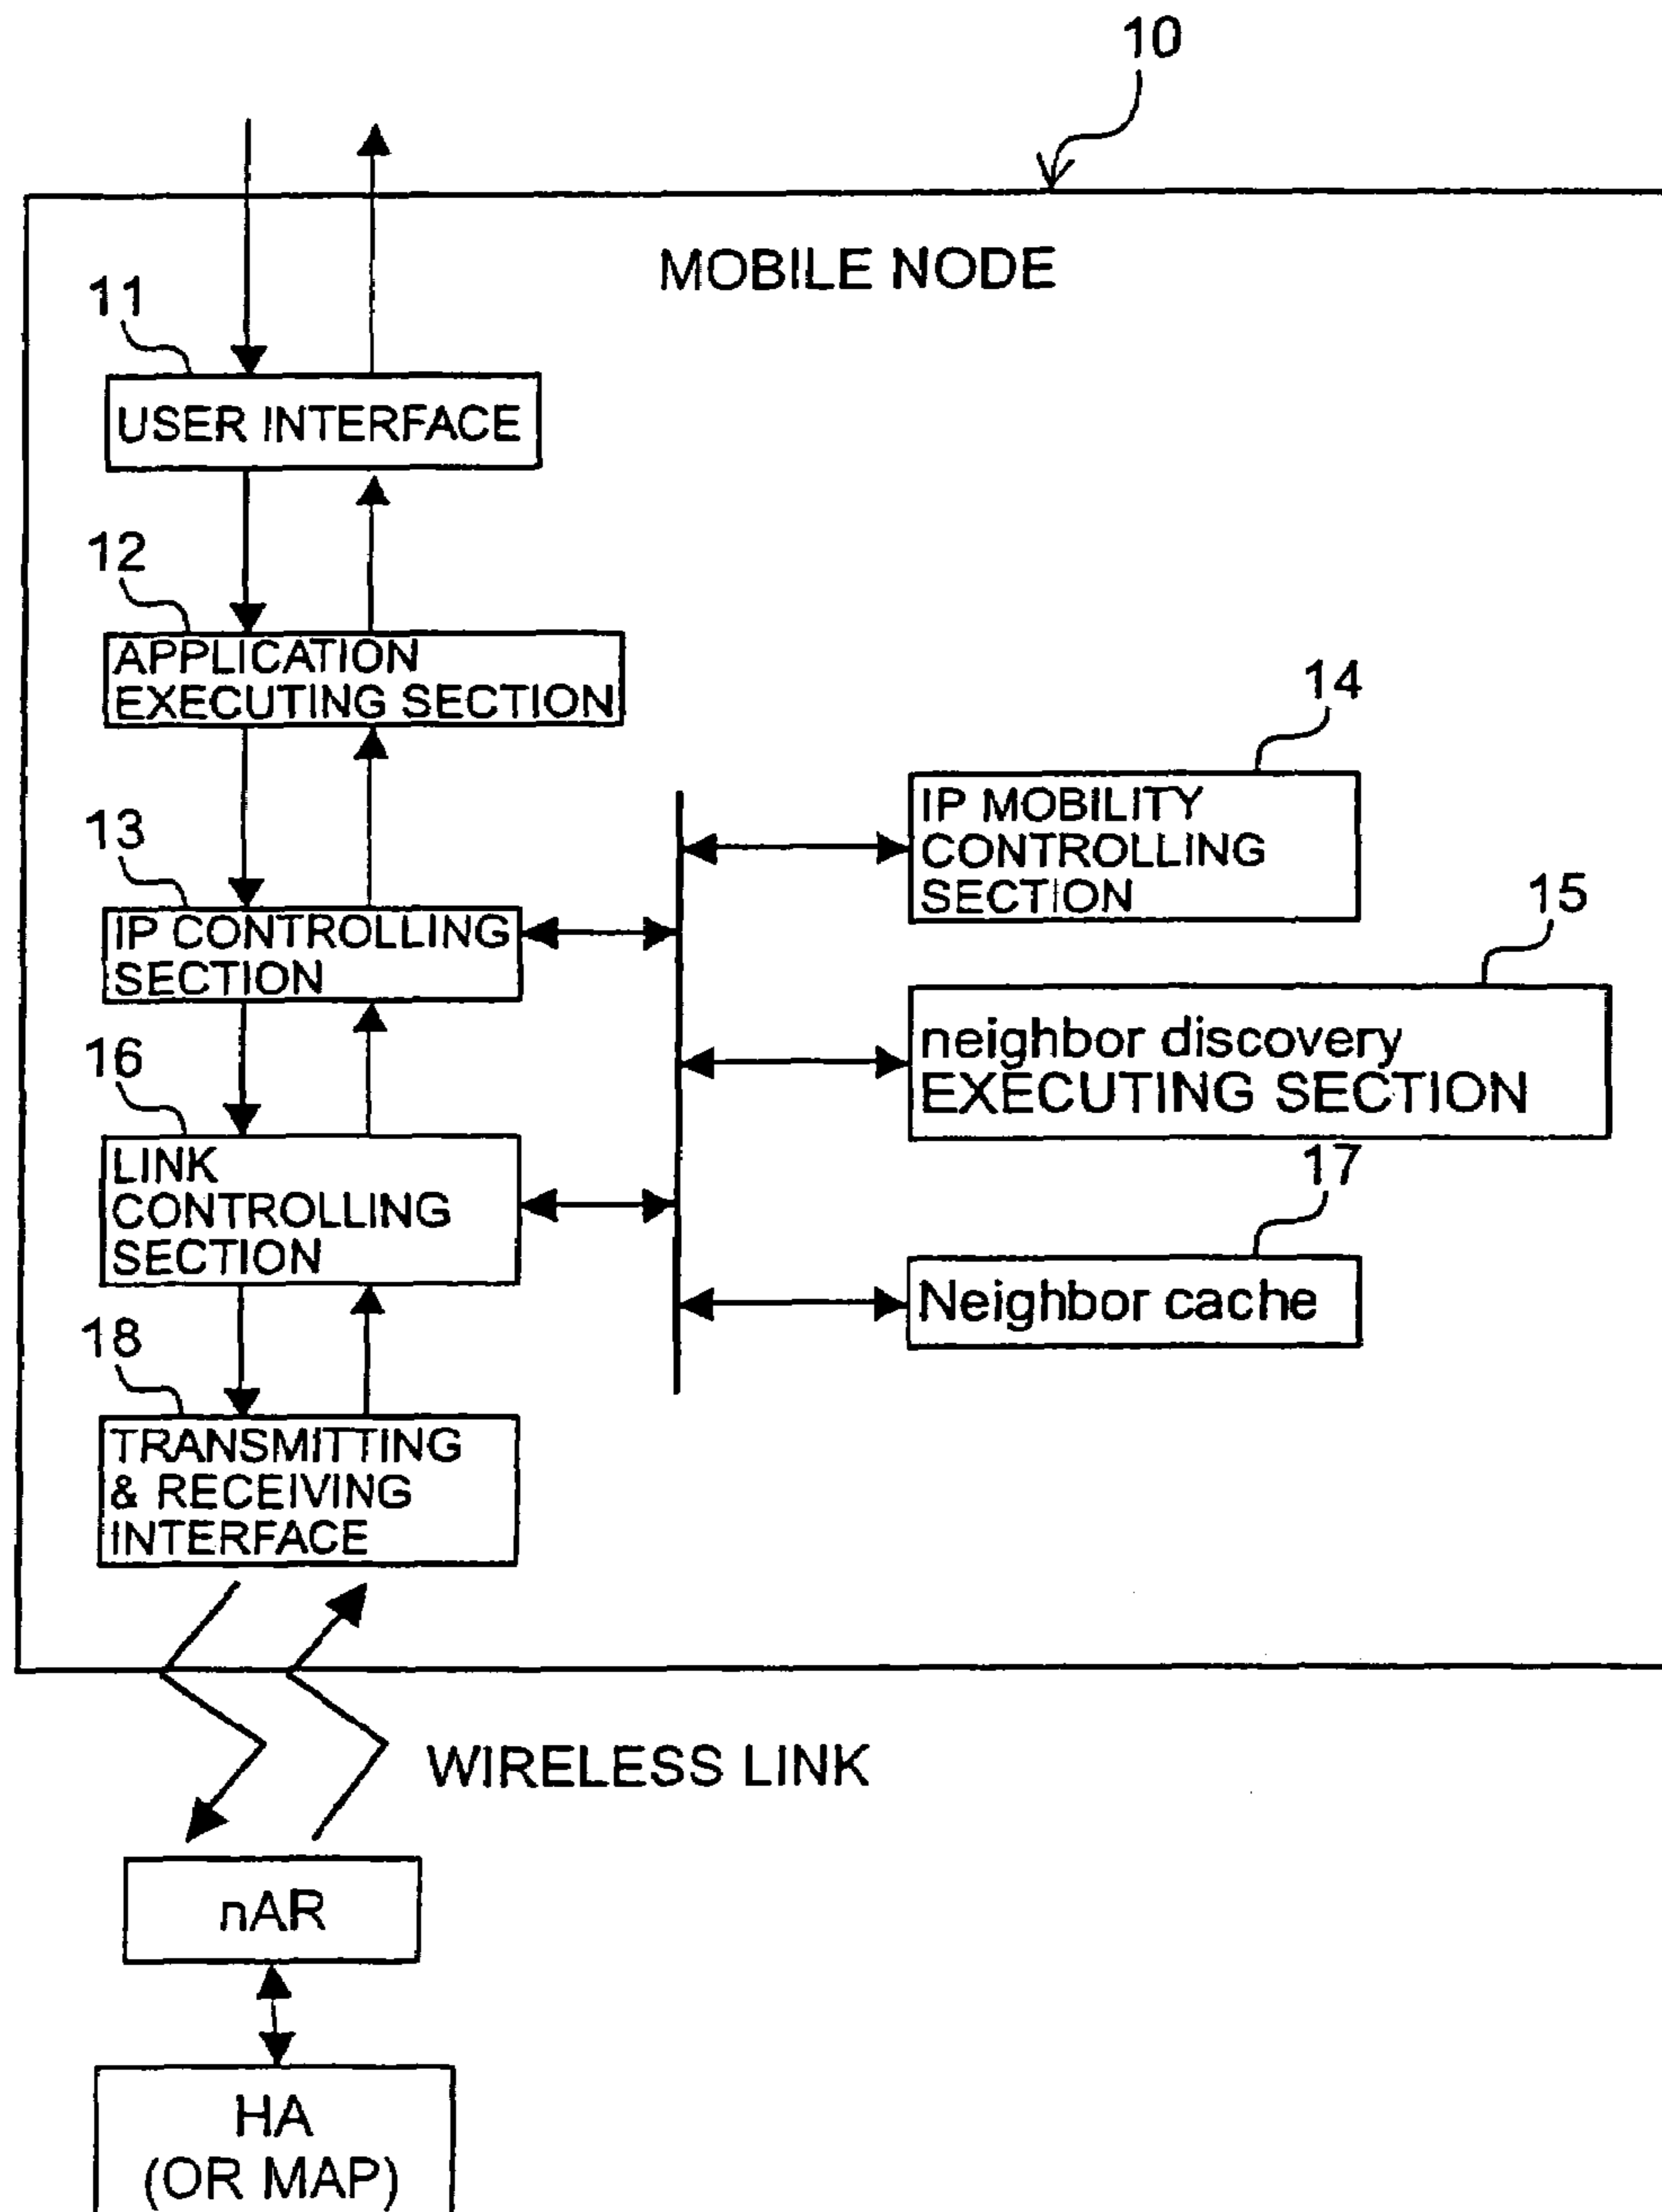 10
MOBILE NODE
11
USER INTERFACE
12
APPLICATION
EXECUTING SECTION
14
IP MOBILITY
CONTROLLING
SECTION
13
IP CONTROLLING
SECTION
15
neighbor discovery
EXECUTING SECTION
16
LINK
CONTROLLING
SECTION
17
Neighbor cache
18
TRANSMITTING
& RECEIVING
INTERFACE
WIRELESS LINK
nAR
HA
(OR MAP)